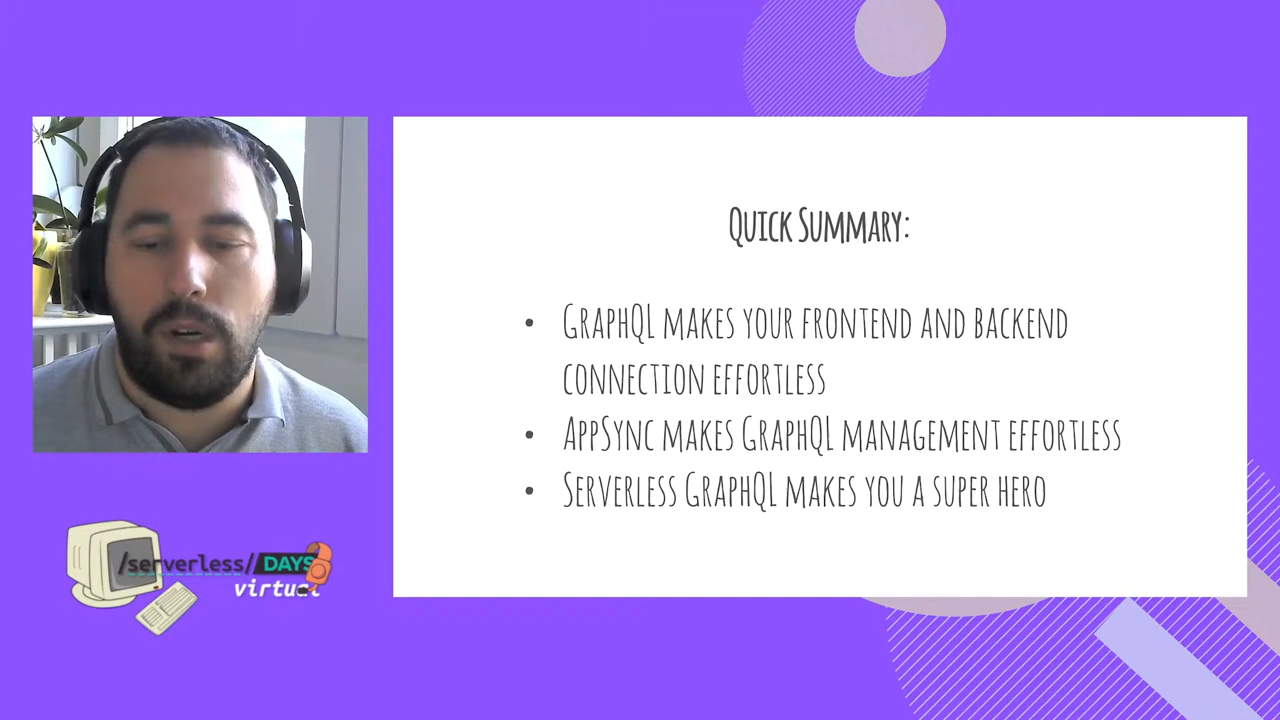 Quick Summary:
• GraphQL makes your frontend and backend
connection effortless
• AppSync makes GraphQL management effortless
• Serverless GraphQL makes you a super hero
/serverless/DAYS
virtual